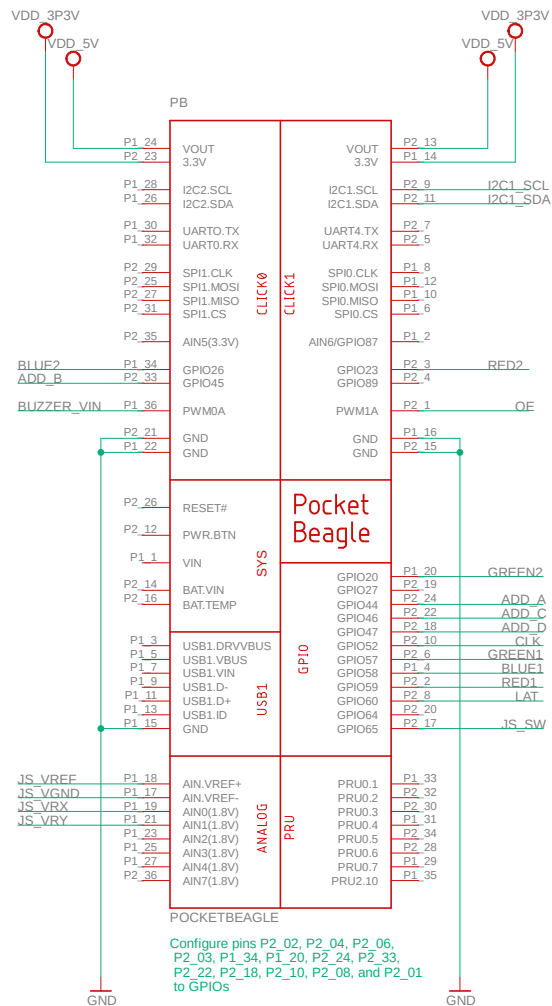 VDD_3P3V VDD_3P3V
VDD_5V VDD_5V
PB
P1_24 VOUT VOUT P2_13
P2_23 3.3V 3.3V P1_14
P1_28 I2C2.SCL I2C1.SCL P2_9 I2C1_SCL
P1_26 I2C2.SDA I2C1.SDA P2_11 I2C1_SDA
P1_30 UARTO.TX UART4.TX P2_7
P1_32 UART0.RX UART4.RX P2_5
P2_29 SPI1.CLK SPI0.CLK P1_8
P2_25 SPI1.MOSI SPI0.MOSI P1_12
P2_27 SPI1.MISO SPI0.MISO P1_10
P2_31 SPI1.CS SPI0.CS P1_6
CLICK0 CLICK1
P2_35 AIN5(3.3V) AIN6/GPIO87 P1_2
BLUE2 P1_34 GPIO26 GPIO23 P2_3 RED2
ADD_B P2_33 GPIO45 GPIO89 P2_4
BUZZER_VIN P1_36 PWM0A PWM1A P2_1 OE
P2_21 GND GND P1_16
P1_22 GND GND P2_15
P2_26 RESET#
Pocket
Beagle
P2_12 PWR.BTN
P1_1 VIN
SYS
P2_14 BAT.VIN
P2_16 BAT.TEMP
GPIO20 P1_20 GREEN2
GPIO27 P2_19
GPIO44 P2_24 ADD_A
GPIO46 P2_22 ADD_C
GPIO47 P2_18 ADD_D
GPIO52 P2_10 CLK
GPIO57 P2_6 GREEN1
GPIO58 P1_4 BLUE1
GPIO59 P2_2 RED1
GPIO60 P2_8 LAT
GPIO64 P2_20
GPIO65 P2_17 JS_SW
GPIO
P1_3 USB1.DRVVBUS
P1_5 USB1.VBUS
P1_7 USB1.VIN
P1_9 USB1.D-
P1_11 USB1.D+
P1_13 USB1.ID
P1_15 GND
USB1
JS_VREF P1_18 AIN.VREF+ PRU0.1 P1_33
JS_VGND P1_17 AIN.VREF- PRU0.2 P2_32
JS_VRX P1_19 AIN0(1.8V) PRU0.3 P2_30
JS_VRY P1_21 AIN1(1.8V) PRU0.4 P1_31
P1_23 AIN2(1.8V) PRU0.5 P2_34
P1_25 AIN3(1.8V) PRU0.6 P2_28
P1_27 AIN4(1.8V) PRU0.7 P1_29
P2_36 AIN7(1.8V) PRU2.10 P1_35
ANALOG PRU
POCKETBEAGLE
Configure pins P2_02, P2_04, P2_06,
P2_03, P1_34, P1_20, P2_24, P2_33,
P2_22, P2_18, P2_10, P2_08, and P2_01
to GPIOs
GND GND